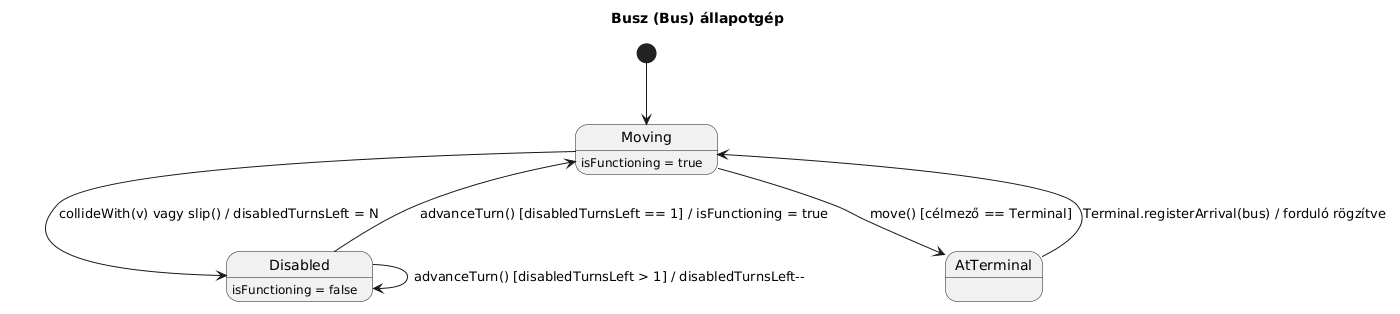 Busz (Bus) állapotgép
Moving
isFunctioning = true
collideWith(v) vagy slip() / disabledTurnsLeft = N
advanceTurn() [disabledTurnsLeft == 1] / isFunctioning = true
move() [célmező == Terminal]
Terminal.registerArrival(bus) / forduló rögzítve
Disabled
isFunctioning = false
advanceTurn() [disabledTurnsLeft > 1] / disabledTurnsLeft--
AtTerminal